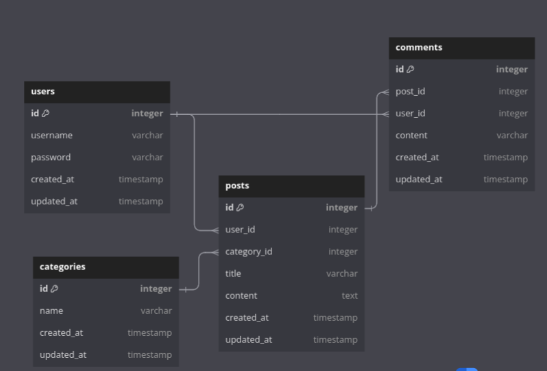 users
id integer
username varchar
password varchar
created_at timestamp
updated_at timestamp
comments
id integer
post_id integer
user_id integer
content varchar
created_at timestamp
updated_at timestamp
posts
id integer
user_id integer
category_id integer
title varchar
content text
created_at timestamp
updated_at timestamp
categories
id integer
name varchar
created_at timestamp
updated_at timestamp